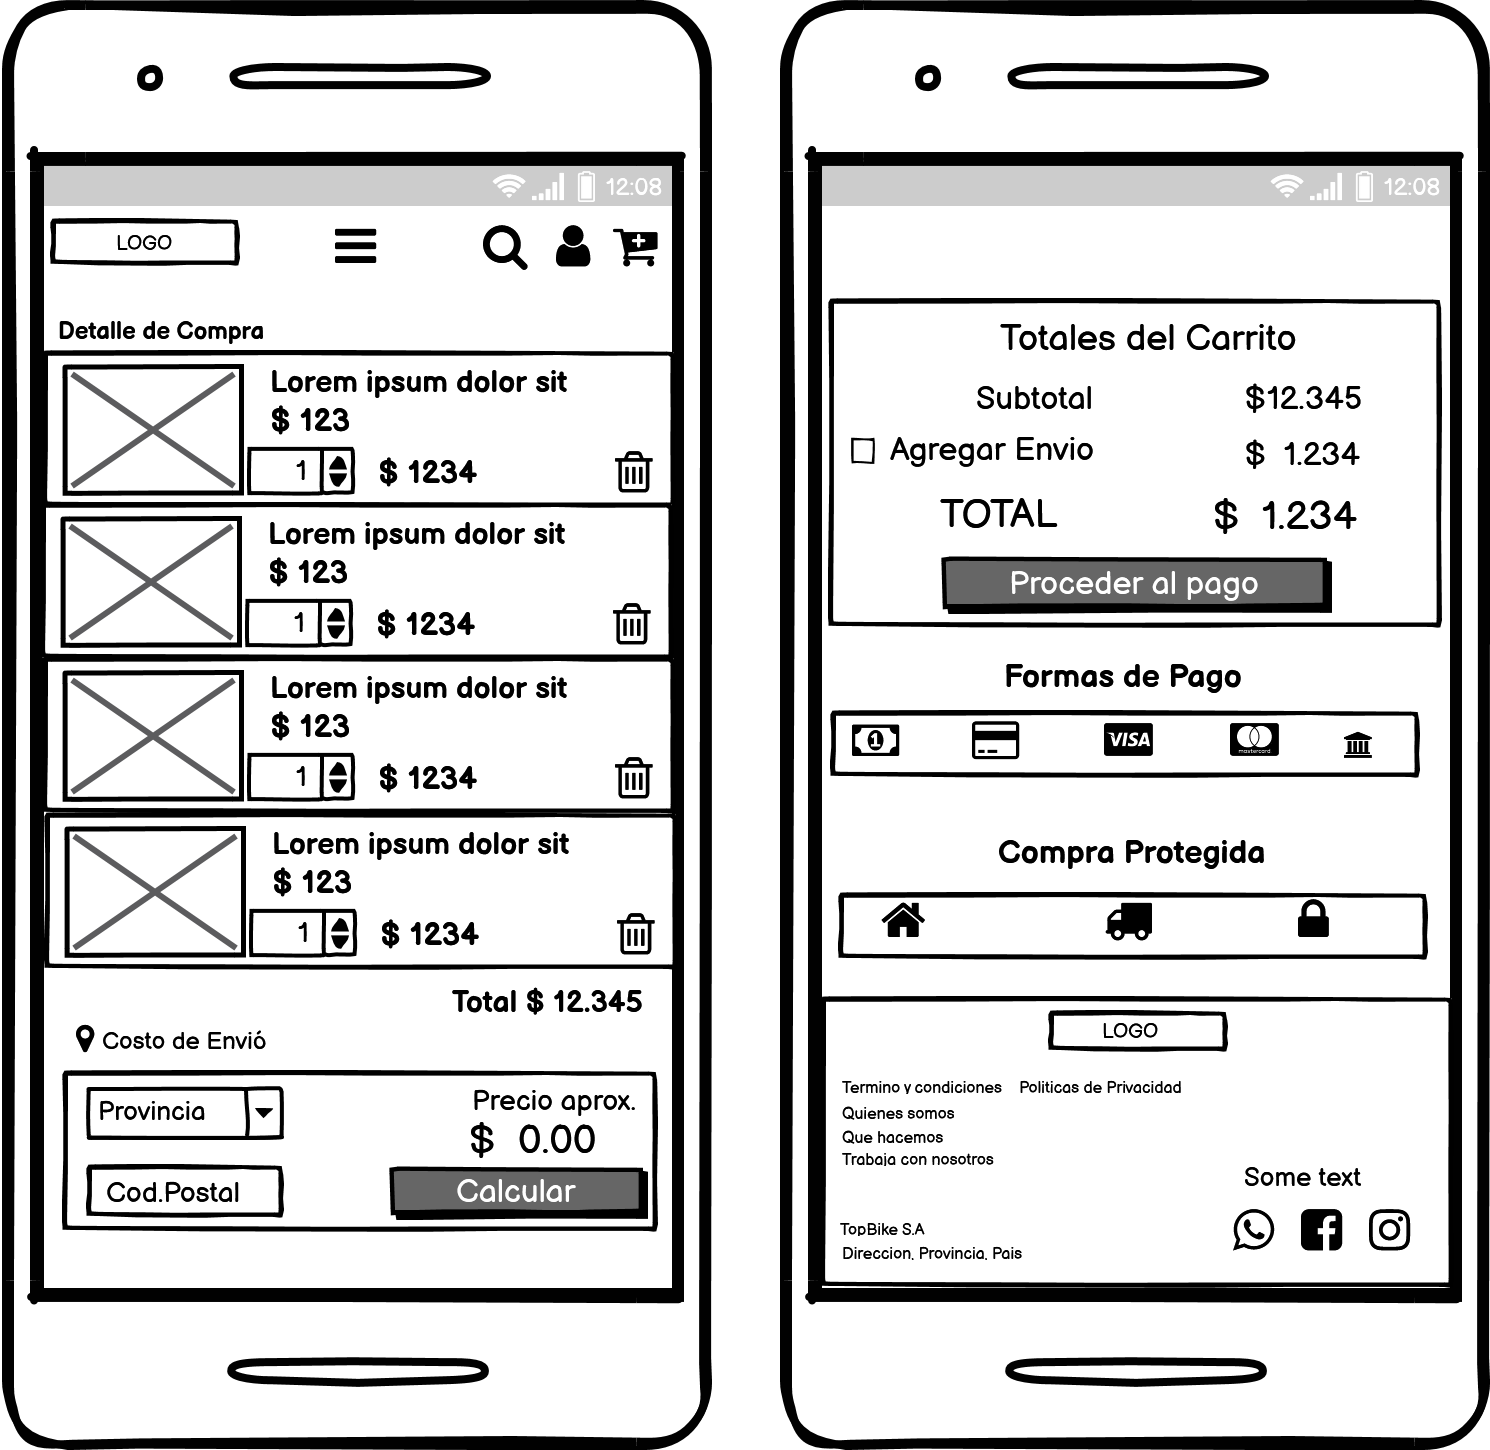 12:08
LOGO
Detalle de Compra
Lorem ipsum dolor sit
$ 123
1
$ 1234
Lorem ipsum dolor sit
$ 123
1
$ 1234
Lorem ipsum dolor sit
$ 123
1
$ 1234
Lorem ipsum dolor sit
$ 123
1
$ 1234
Total $ 12.345
Costo de Envió
Provincia
Precio aprox.
$ 0.00
Cod.Postal
Calcular
12:08
Totales del Carrito
Subtotal $12.345
Agregar Envio $ 1.234
TOTAL $ 1.234
Proceder al pago
Formas de Pago
1
VISA
mastercard
Compra Protegida
LOGO
Termino y condiciones Politicas de Privacidad
Quienes somos
Que hacemos
Trabaja con nosotros
Some text
TopBike S.A
Direccion, Provincia, Pais